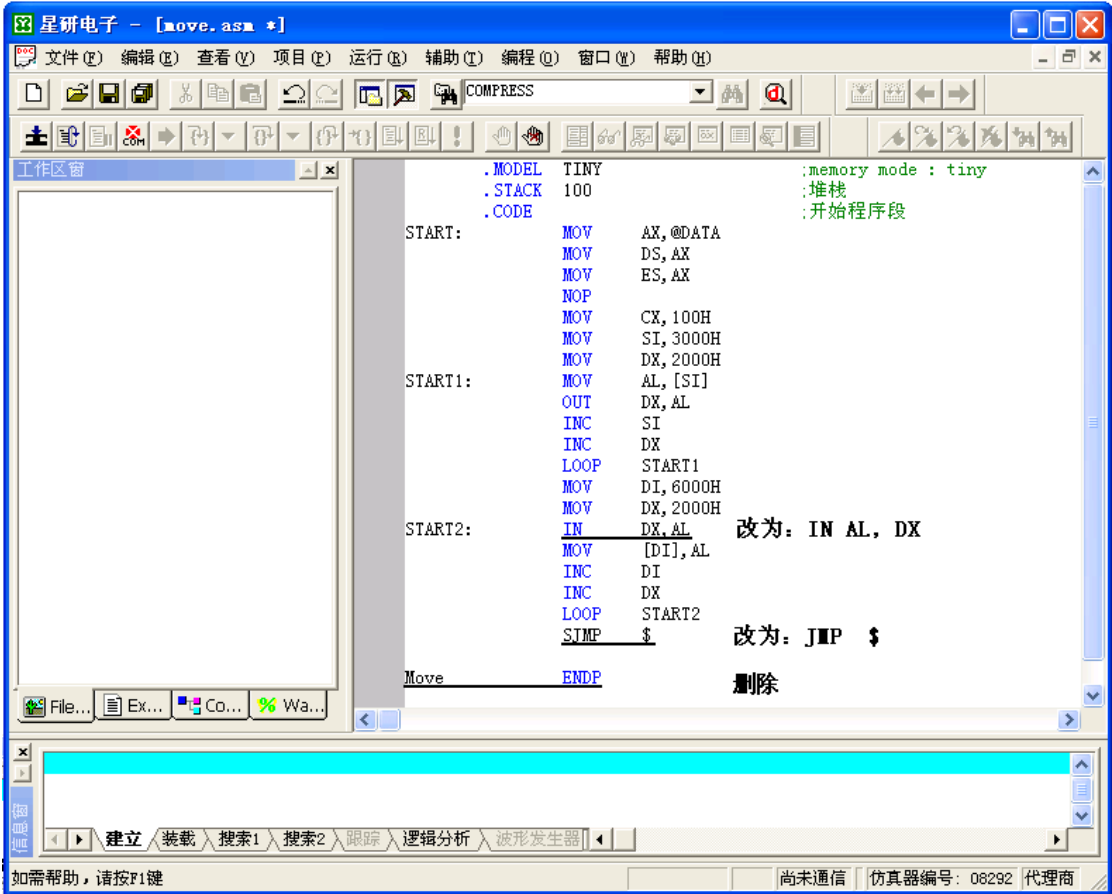 星研电子 - [move.asm *]
文件(F) 编辑(E) 查看(V) 项目(P) 运行(R) 辅助(T) 编程(O) 窗口(W) 帮助(H)
COMPRESS
工作区窗
.MODEL TINY ;memory mode : tiny
.STACK 100 ;堆栈
.CODE ;开始程序段
START: MOV AX,@DATA
MOV DS,AX
MOV ES,AX
NOP
MOV CX,100H
MOV SI,3000H
MOV DX,2000H
START1: MOV AL,[SI]
OUT DX,AL
INC SI
INC DX
LOOP START1
MOV DI,6000H
MOV DX,2000H
START2: IN DX,AL 改为：IN AL，DX
MOV [DI],AL
INC DI
INC DX
LOOP START2
SJMP $ 改为：JMP $
Move ENDP 删除
File... Ex... Co... Wa...
信息窗
建立 装载 搜索1 搜索2 跟踪 逻辑分析 波形发生器
如需帮助，请按F1键 尚未通信 仿真器编号: 08292 代理商